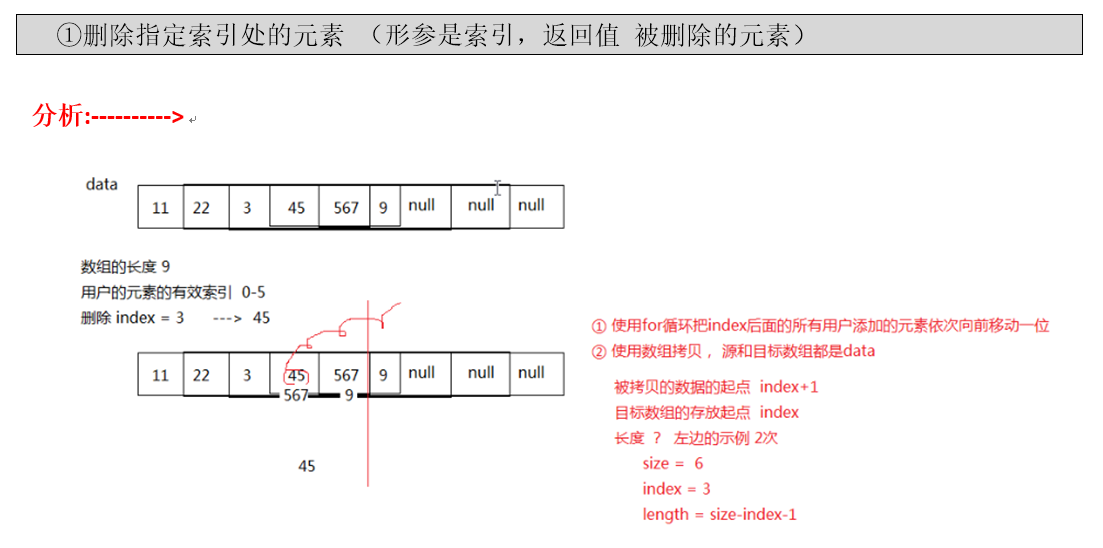 ①删除指定索引处的元素 （形参是索引，返回值 被删除的元素）
分析:---------->
data
11 22 3 45 567 9 null null null
数组的长度 9
用户的元素的有效索引 0-5
删除 index = 3 ---> 45
11 22 3 45 567 9 null null null
567 9
45
① 使用for循环把index后面的所有用户添加的元素依次向前移动一位
② 使用数组拷贝 ，源和目标数组都是data
被拷贝的数据的起点 index+1
目标数组的存放起点 index
长度 ？ 左边的示例 2次
size = 6
index = 3
length = size-index-1